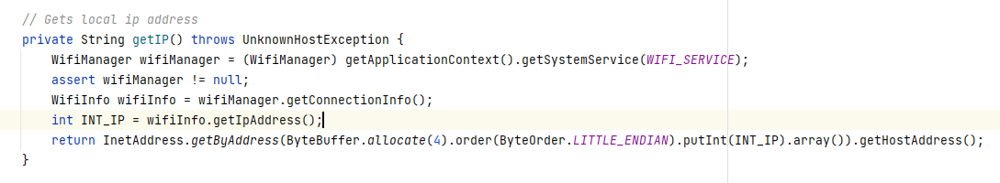 // Gets local ip address
private String getIP() throws UnknownHostException {
    WifiManager wifiManager = (WifiManager) getApplicationContext().getSystemService(WIFI_SERVICE);
    assert wifiManager != null;
    WifiInfo wifiInfo = wifiManager.getConnectionInfo();
    int INT_IP = wifiInfo.getIpAddress();
    return InetAddress.getByAddress(ByteBuffer.allocate(4).order(ByteOrder.LITTLE_ENDIAN).putInt(INT_IP).array()).getHostAddress();
}